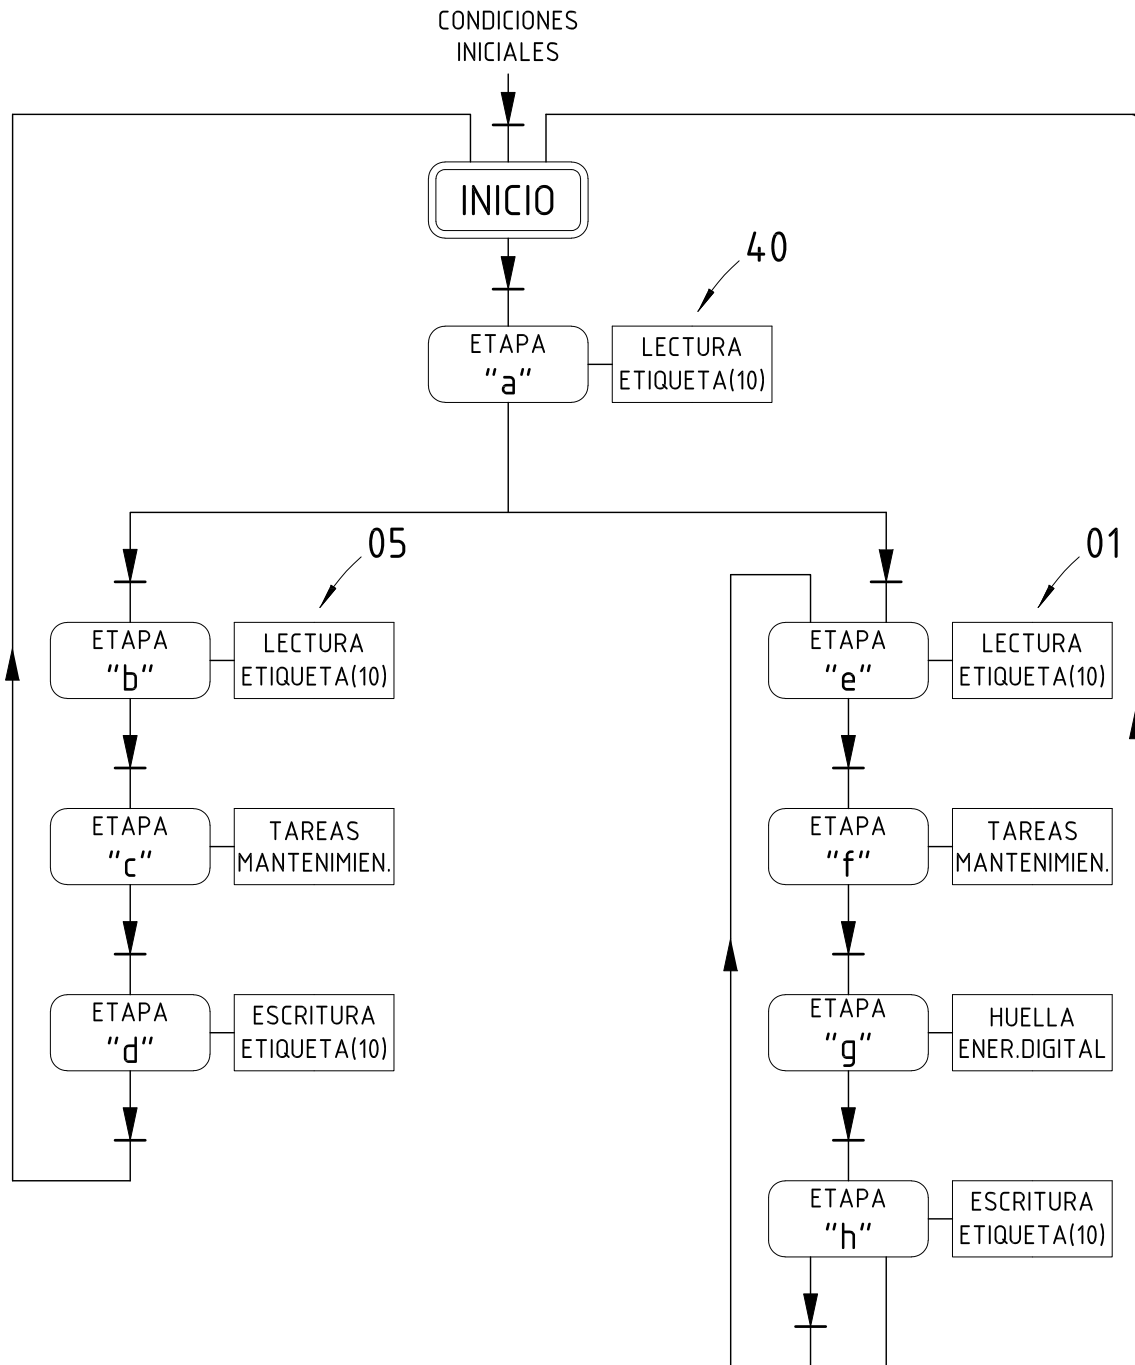 CONDICIONES
INICIALES
INICIO
40
ETAPA
"a"
LECTURA
ETIQUETA(10)
05
ETAPA
"b"
LECTURA
ETIQUETA(10)
ETAPA
"c"
TAREAS
MANTENIMIEN.
ETAPA
"d"
ESCRITURA
ETIQUETA(10)
01
ETAPA
"e"
LECTURA
ETIQUETA(10)
ETAPA
"f"
TAREAS
MANTENIMIEN.
ETAPA
"g"
HUELLA
ENER.DIGITAL
ETAPA
"h"
ESCRITURA
ETIQUETA(10)